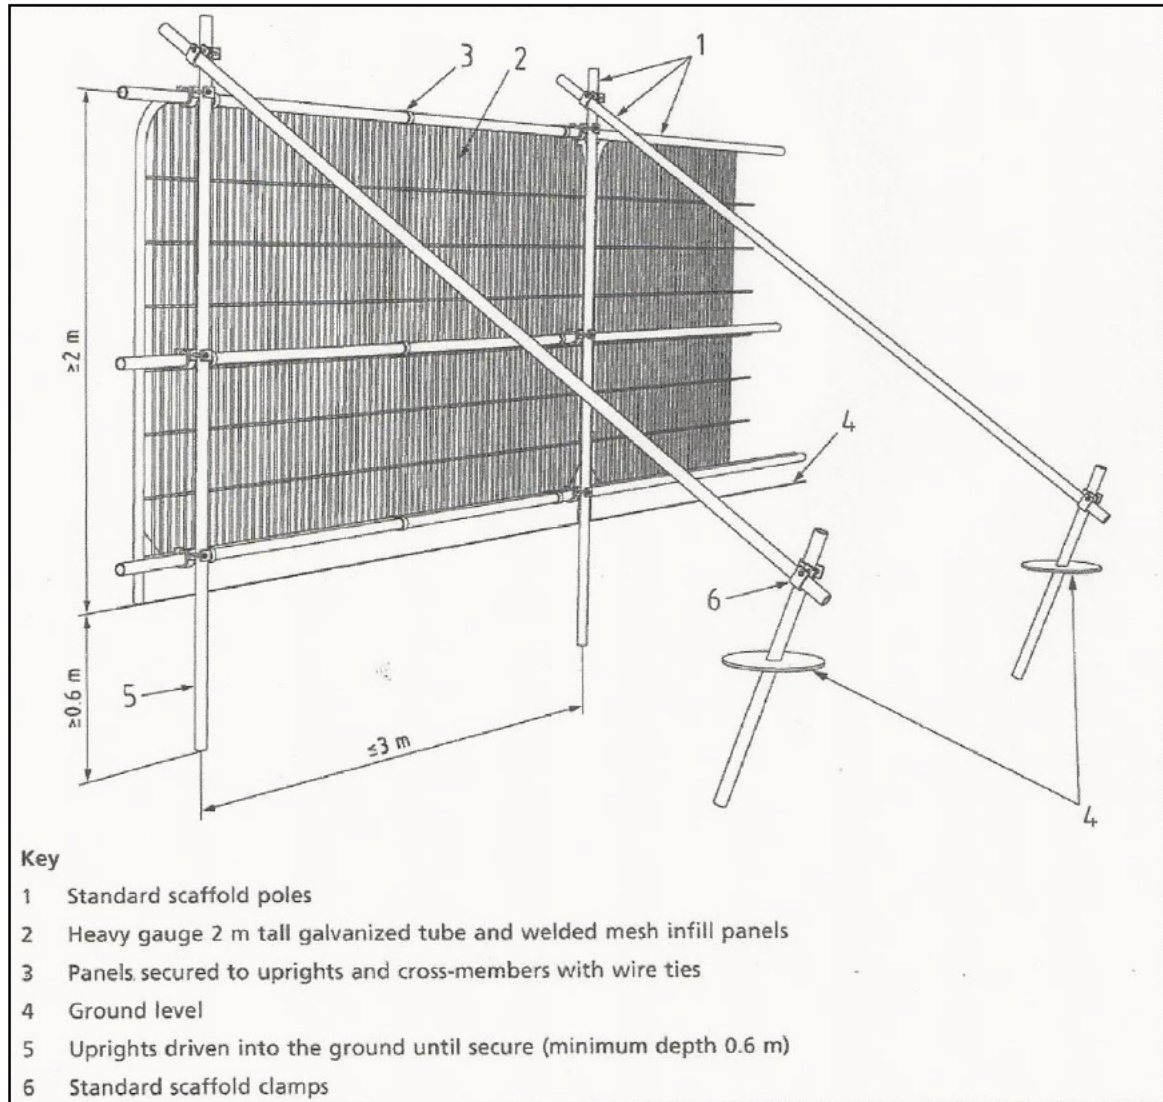 1
2
3
≥2 m
4
6
5
≥0.6 m
≤3 m
4
Key
1 Standard scaffold poles
2 Heavy gauge 2 m tall galvanized tube and welded mesh infill panels
3 Panels secured to uprights and cross-members with wire ties
4 Ground level
5 Uprights driven into the ground until secure (minimum depth 0.6 m)
6 Standard scaffold clamps